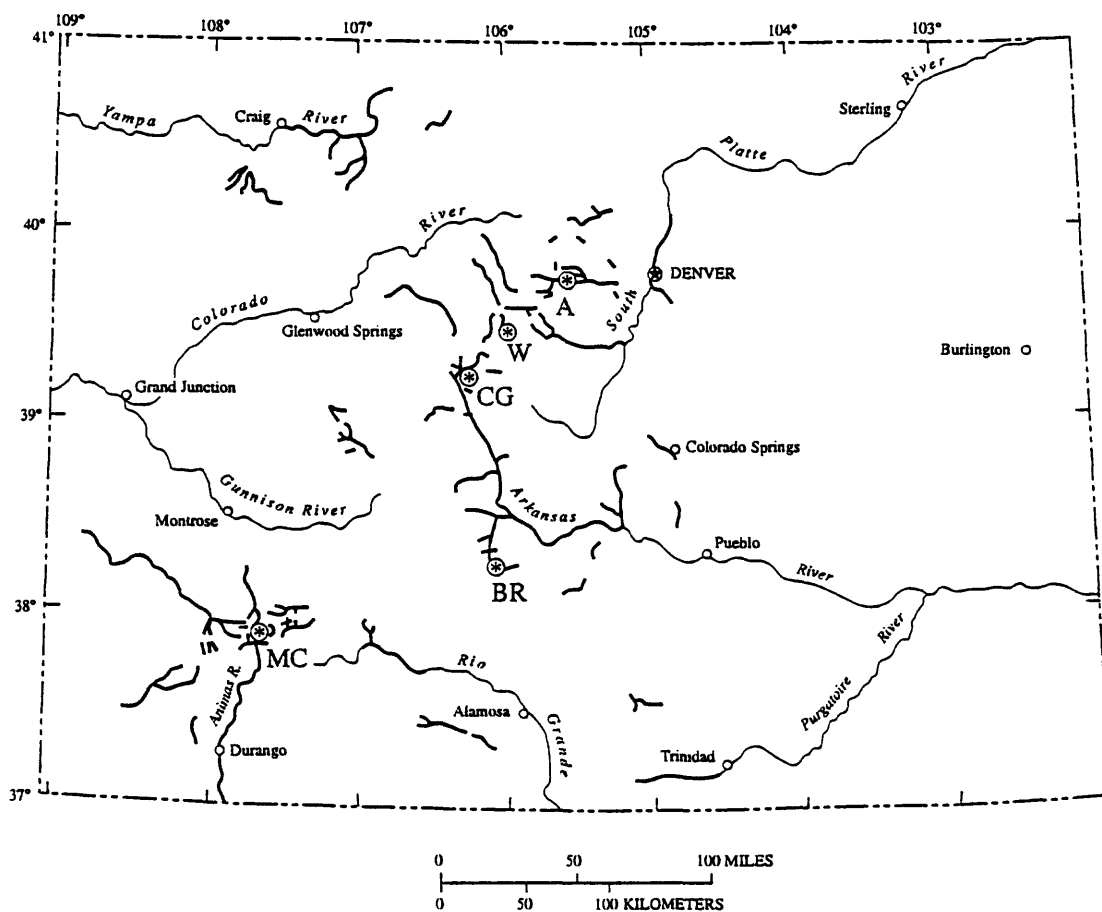 109° 108° 107° 106° 105° 104° 103°
41°
Yampa
Craig
River
Sterling
River
Platte
40°
River
DENVER
A
South
Colorado
Glenwood Springs
W
Burlington
Grand Junction
CG
39°
Colorado Springs
Gunnison River
Montrose
Arkansas
Pueblo
River
BR
38°
MC
River
Rio
Animas R.
Purgatoire
Alamosa
Grande
Durango
Trinidad
37°
0 50 100 MILES
0 50 100 KILOMETERS